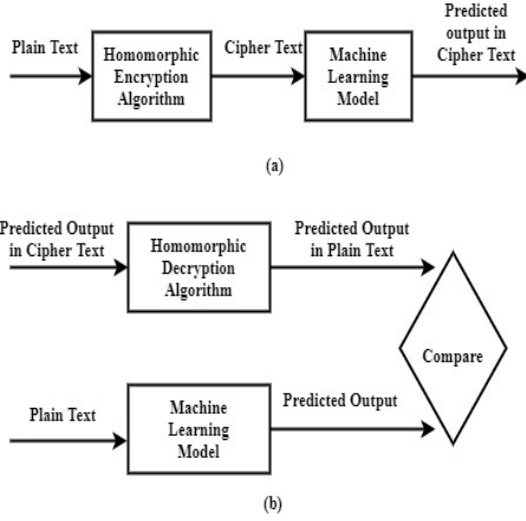 Plain Text
Homomorphic
Encryption
Algorithm
Cipher Text
Machine
Learning
Model
Predicted
output in
Cipher Text
(a)
Predicted Output
in Cipher Text
Homomorphic
Decryption
Algorithm
Predicted Output
in Plain Text
Compare
Plain Text
Machine
Learning
Model
Predicted Output
(b)